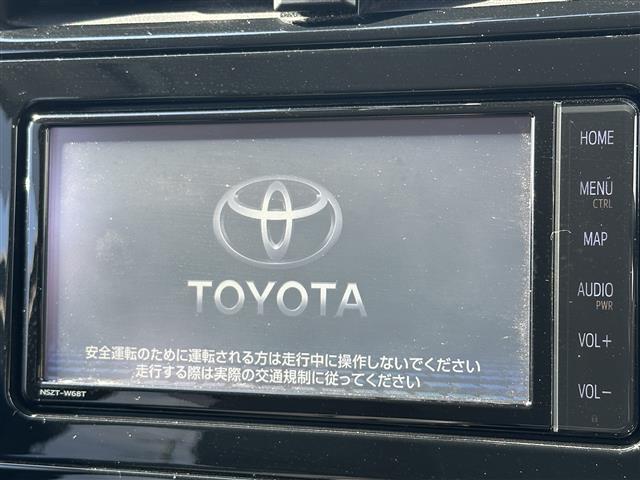 TOYOTA
安全運転のために運転される方は走行中に操作しないでください
走行する際は実際の交通規制に従ってください
NSZT-W68T
HOME
MENU
CTRL
MAP
AUDIO
PWR
VOL+
VOL-